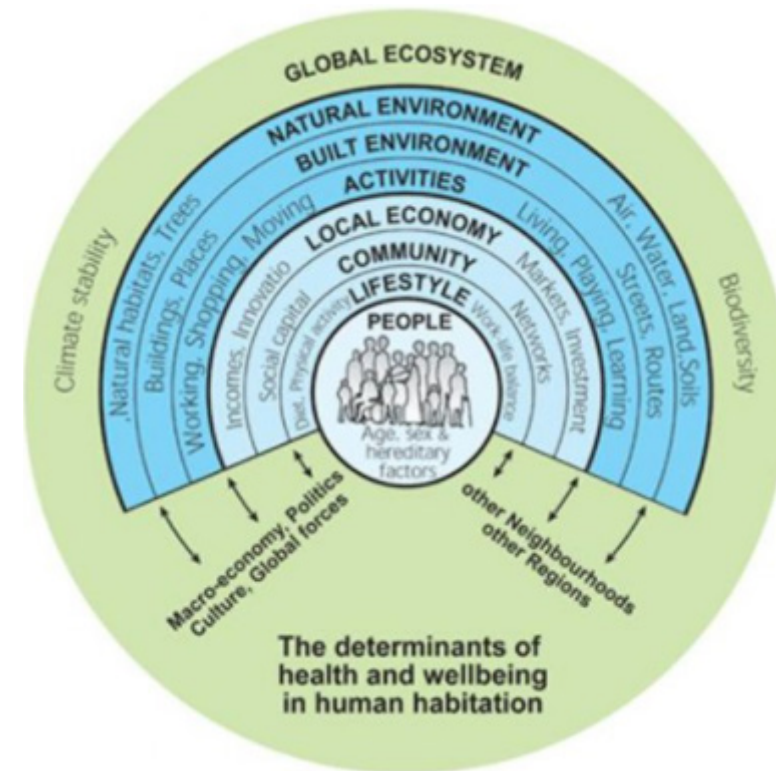 GLOBAL ECOSYSTEM
NATURAL ENVIRONMENT
BUILT ENVIRONMENT
ACTIVITIES
LOCAL ECONOMY
COMMUNITY
LIFESTYLE
PEOPLE
Climate stability
.Natural habitats, Trees
Buildings, Places
Working, Shopping, Moving
Incomes, Innovatio
Social capital
Diet, Physical activity
Age, sex &
hereditary
factors
Work life balance
Networks
Markets, Investment
Living, Playing, Learning
Streets, Routes
Air, Water, Land,Soils
Biodiversity
Macro-economy, Politics
Culture, Global forces
other Neighbourhoods
other Regions
The determinants of
health and wellbeing
in human habitation